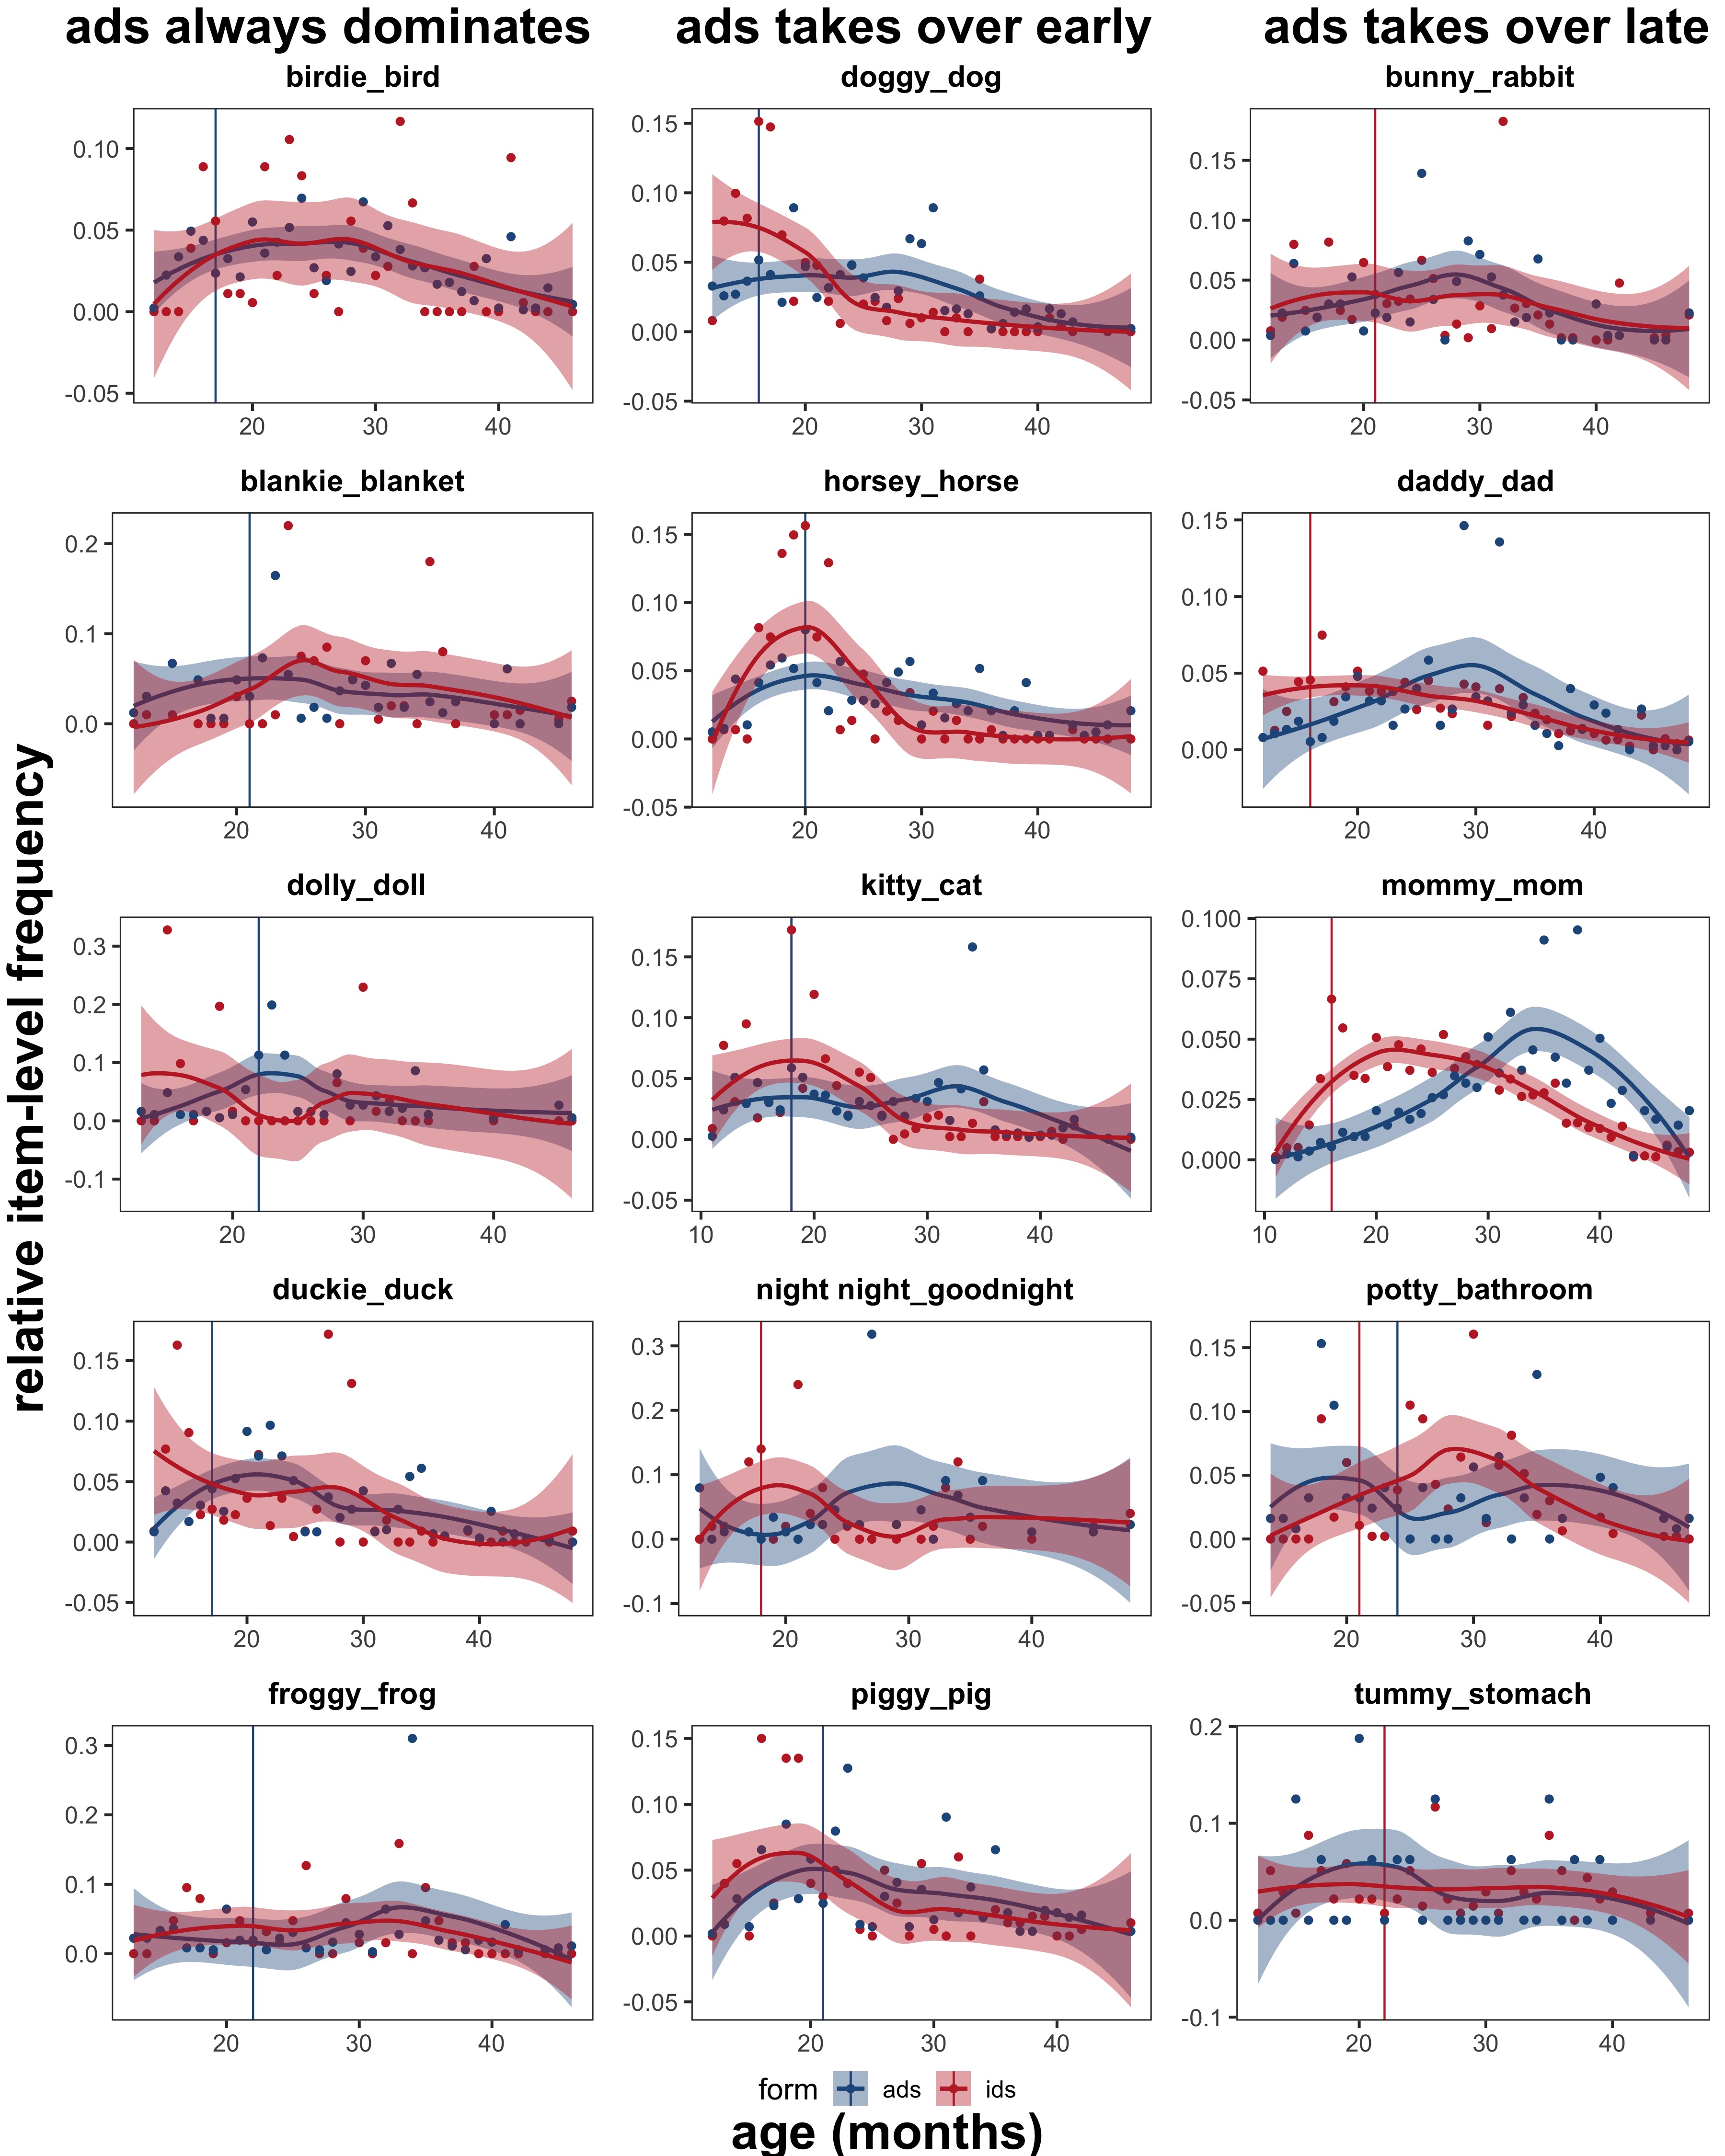 ads always dominates
ads takes over early
ads takes over late
birdie_bird
doggy_dog
bunny_rabbit
0.10
0.05
0.00
-0.05
20 30 40
0.15
0.10
0.05
0.00
-0.05
20 30 40
0.15
0.10
0.05
0.00
-0.05
20 30 40
blankie_blanket
horsey_horse
daddy_dad
0.2
0.1
0.0
20 30 40
0.15
0.10
0.05
0.00
-0.05
20 30 40
0.15
0.10
0.05
0.00
20 30 40
relative item-level frequency
dolly_doll
kitty_cat
mommy_mom
0.3
0.2
0.1
0.0
-0.1
20 30 40
0.15
0.10
0.05
0.00
-0.05
10 20 30 40
0.100
0.075
0.050
0.025
0.000
10 20 30 40
duckie_duck
night night_goodnight
potty_bathroom
0.15
0.10
0.05
0.00
-0.05
20 30 40
0.3
0.2
0.1
0.0
-0.1
20 30 40
0.15
0.10
0.05
0.00
-0.05
20 30 40
froggy_frog
piggy_pig
tummy_stomach
0.3
0.2
0.1
0.0
20 30 40
0.15
0.10
0.05
0.00
-0.05
20 30 40
0.2
0.1
0.0
-0.1
20 30 40
form ads ids
age (months)